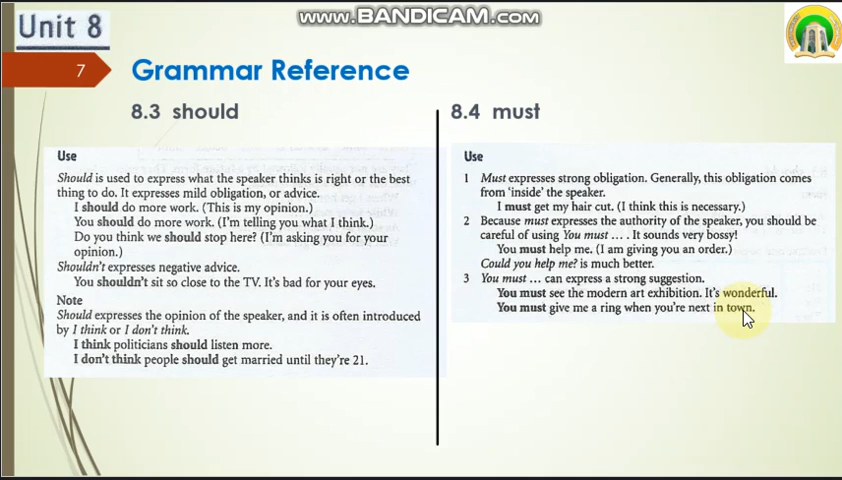 www.BANDICAM.com
Unit 8
7
Grammar Reference
8.3 should
Use
Should is used to express what the speaker thinks is right or the best
thing to do. It expresses mild obligation, or advice.
I should do more work. (This is my opinion.)
You should do more work. (I'm telling you what I think.)
Do you think we should stop here? (I'm asking you for your
opinion.)
Shouldn't expresses negative advice.
You shouldn't sit so close to the TV. It's bad for your eyes.
Note
Should expresses the opinion of the speaker, and it is often introduced
by I think or I don't think.
I think politicians should listen more.
I don't think people should get married until they're 21.
8.4 must
Use
1 Must expresses strong obligation. Generally, this obligation comes
from 'inside' the speaker.
I must get my hair cut. (I think this is necessary.)
2 Because must expresses the authority of the speaker, you should be
careful of using You must … . It sounds very bossy!
You must help me. (I am giving you an order.)
Could you help me? is much better.
3 You must … can express a strong suggestion.
You must see the modern art exhibition. It's wonderful.
You must give me a ring when you're next in town.